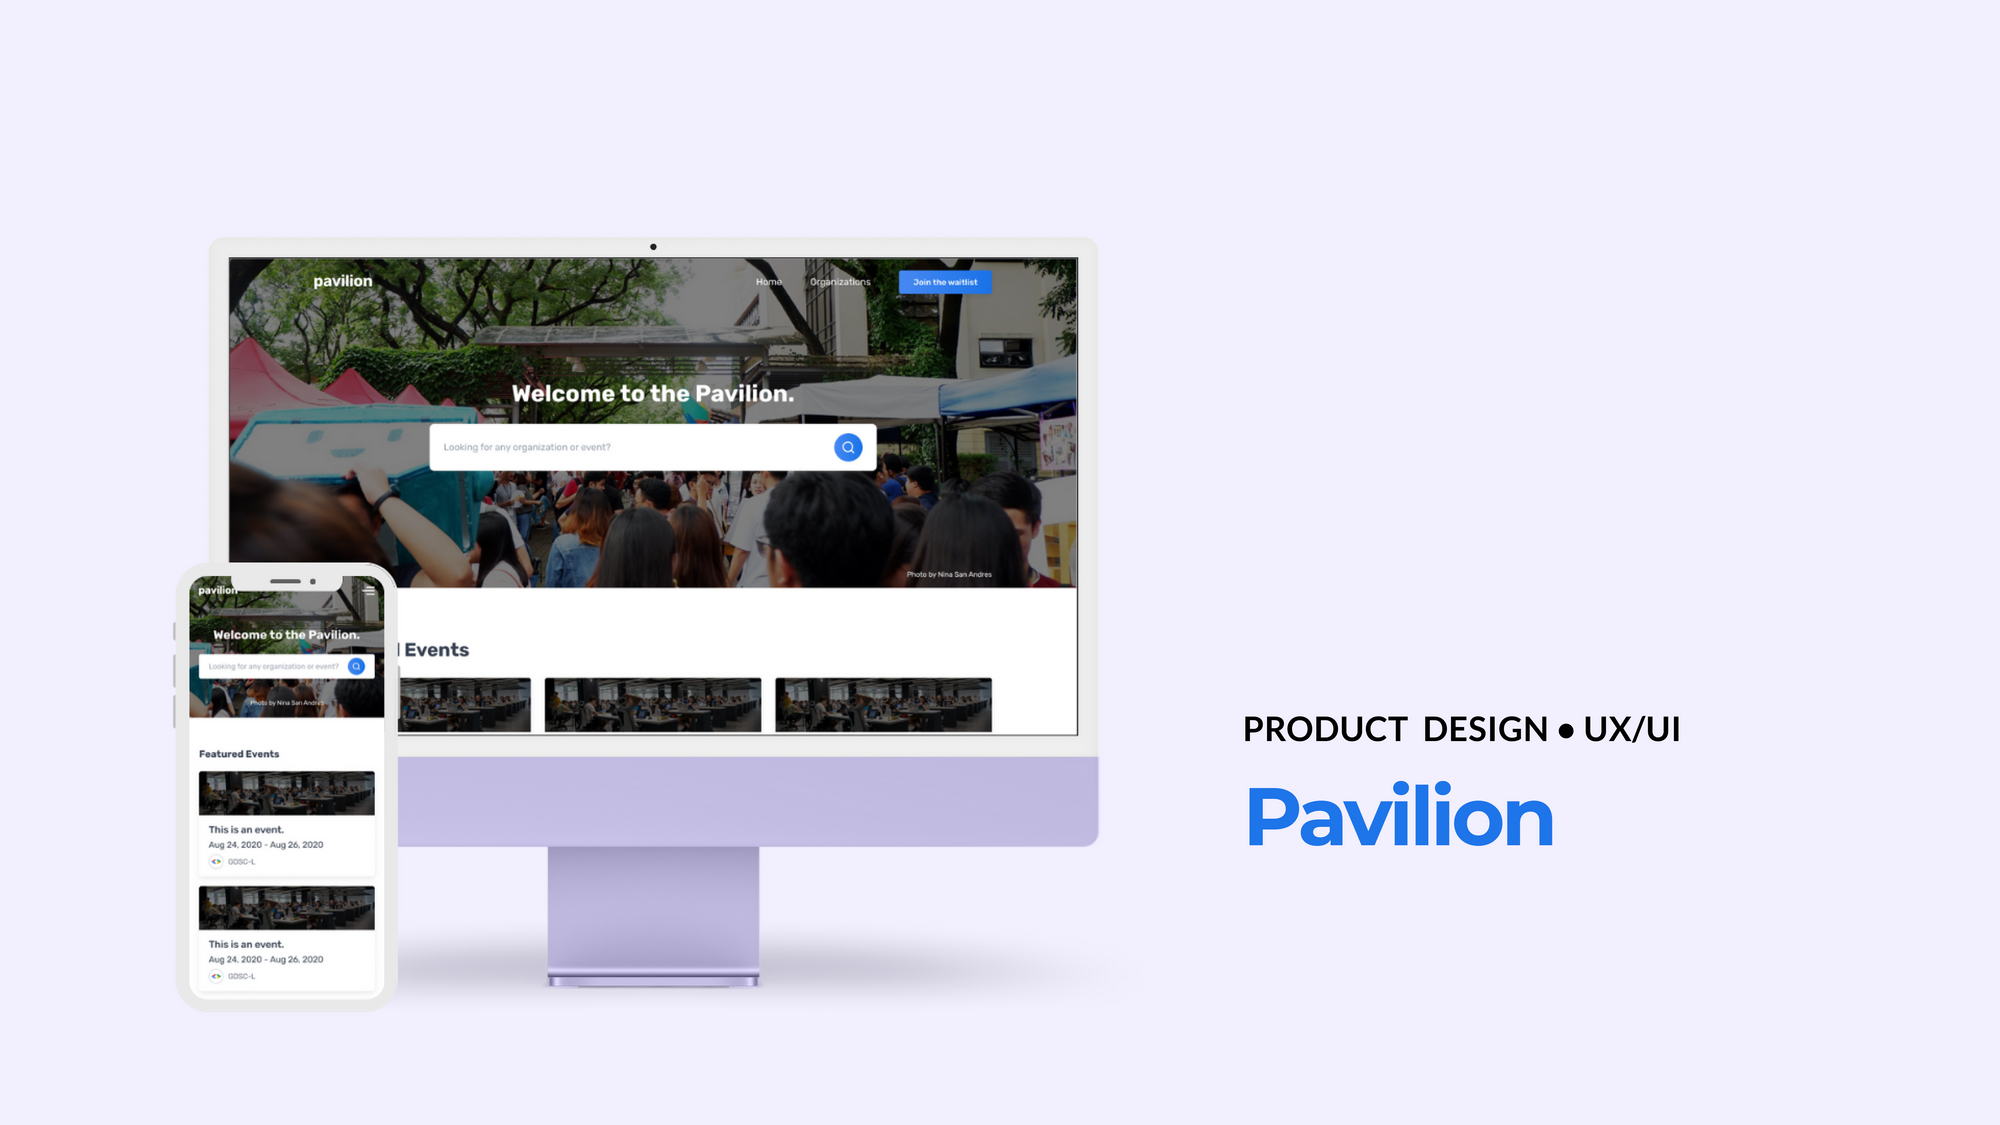 pavilion
Home
Organizations
Join the waitlist
Welcome to the Pavilion.
Looking for any organization or event?
Photo by Nina San Andres
Events
pavilion
Welcome to the Pavilion.
Looking for any organization or event?
Photo by Nina San Andres
Featured Events
This is an event.
Aug 24, 2020 - Aug 26, 2020
GDSC-L
This is an event.
Aug 24, 2020 - Aug 26, 2020
GDSC-L
PRODUCT DESIGN • UX/UI
Pavilion